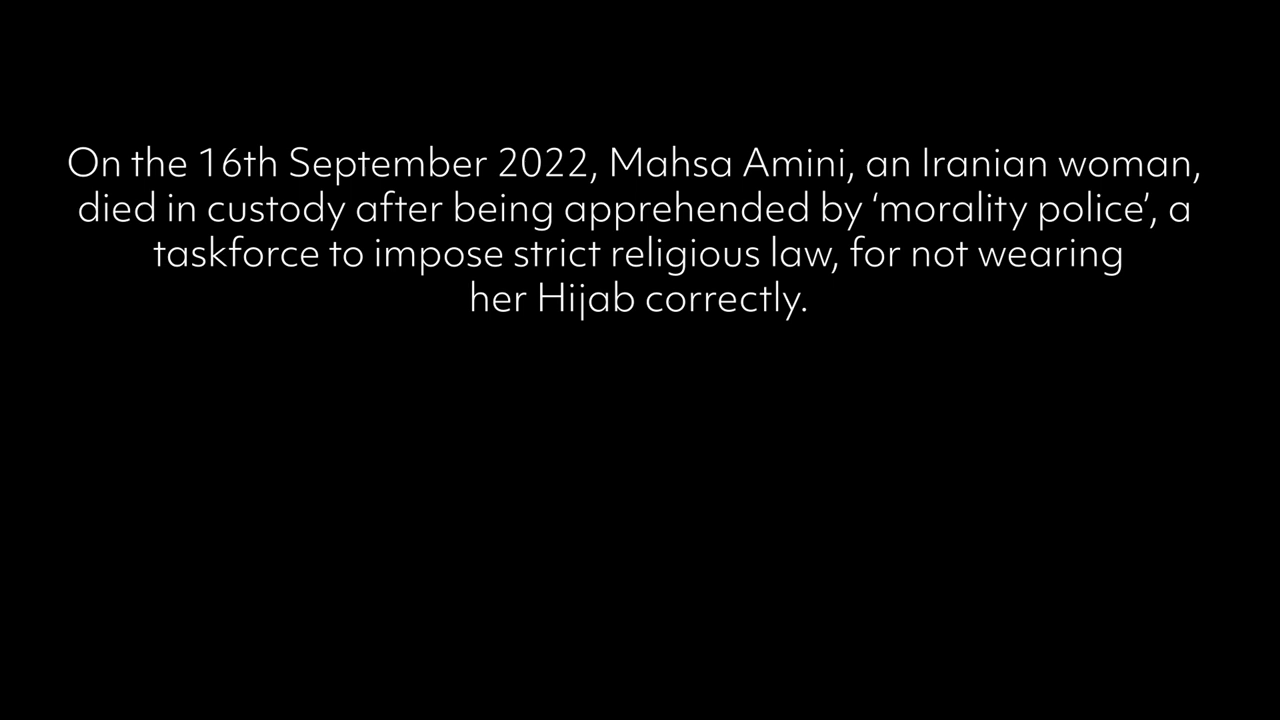 On the 16th September 2022, Mahsa Amini, an Iranian woman,
died in custody after being apprehended by ‘morality police’, a
taskforce to impose strict religious law, for not wearing
her Hijab correctly.